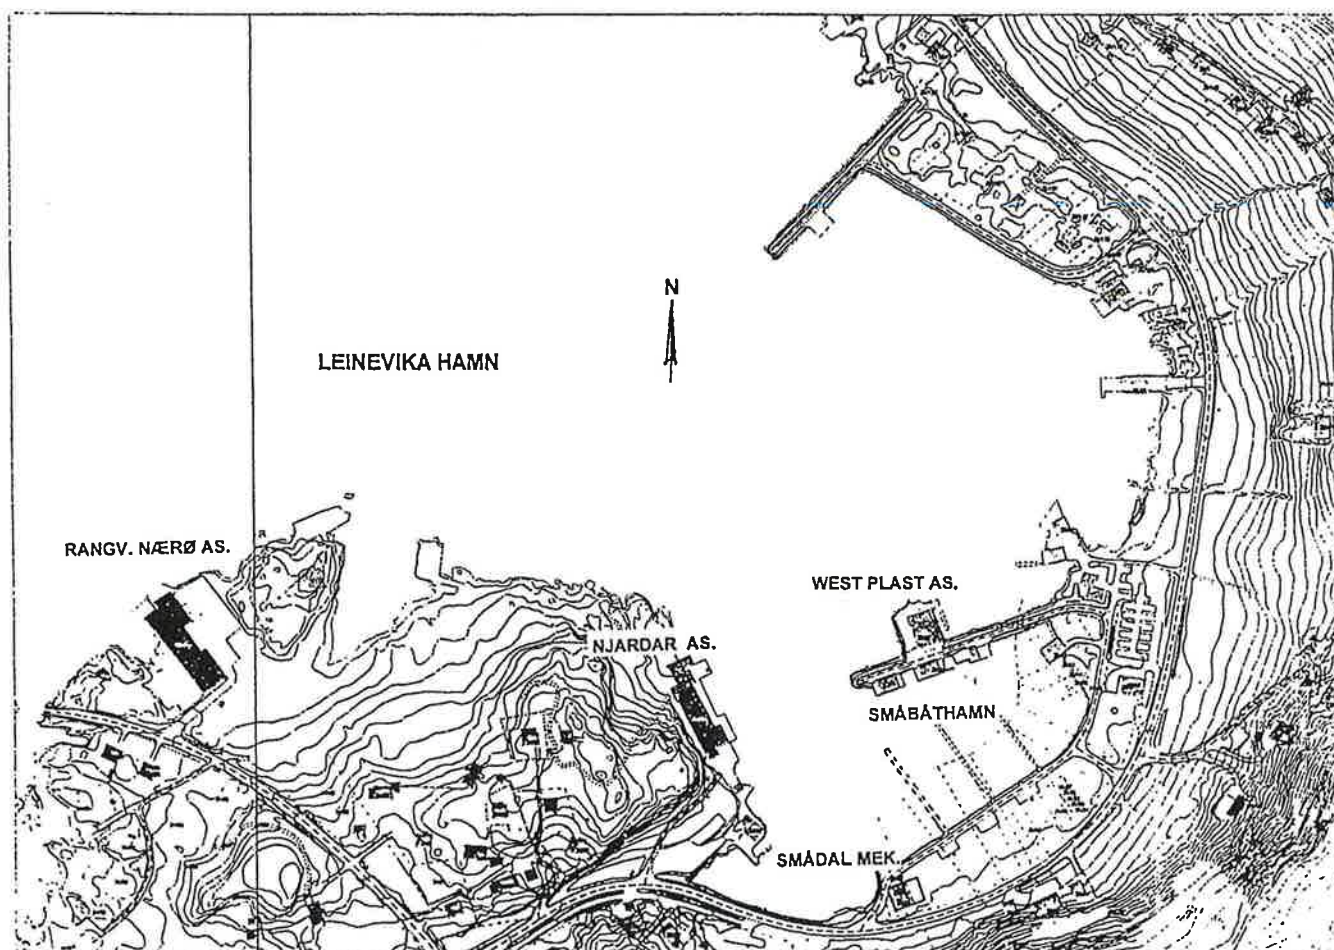 N
LEINEVIKA HAMN
RANGV. NÆRØ AS.
WEST PLAST AS.
NJARDAR AS.
SMÅBÅTHAMN
SMÅDAL MEK.